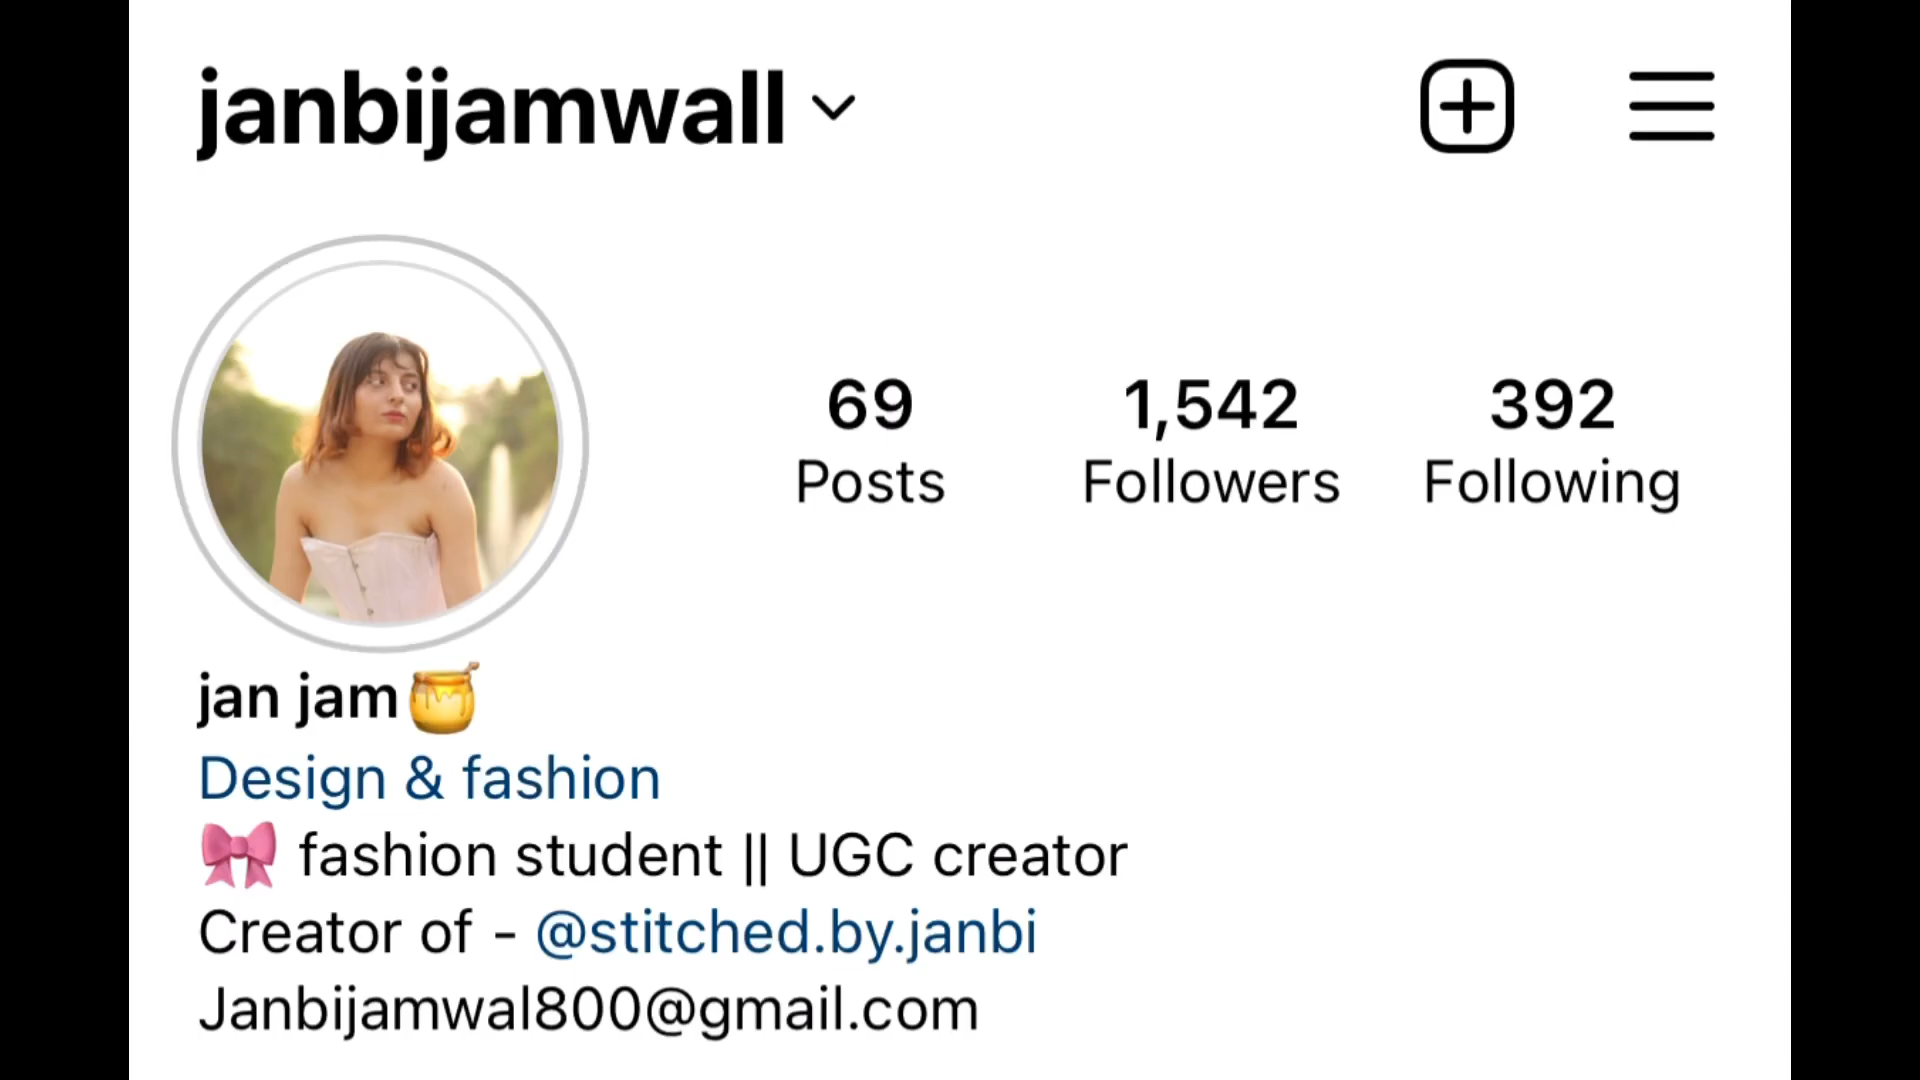 janbijamwall
69
Posts
1,542
Followers
392
Following
jan jam🍯
Design & fashion
🎀 fashion student || UGC creator
Creator of - @stitched.by.janbi
Janbijamwal800@gmail.com